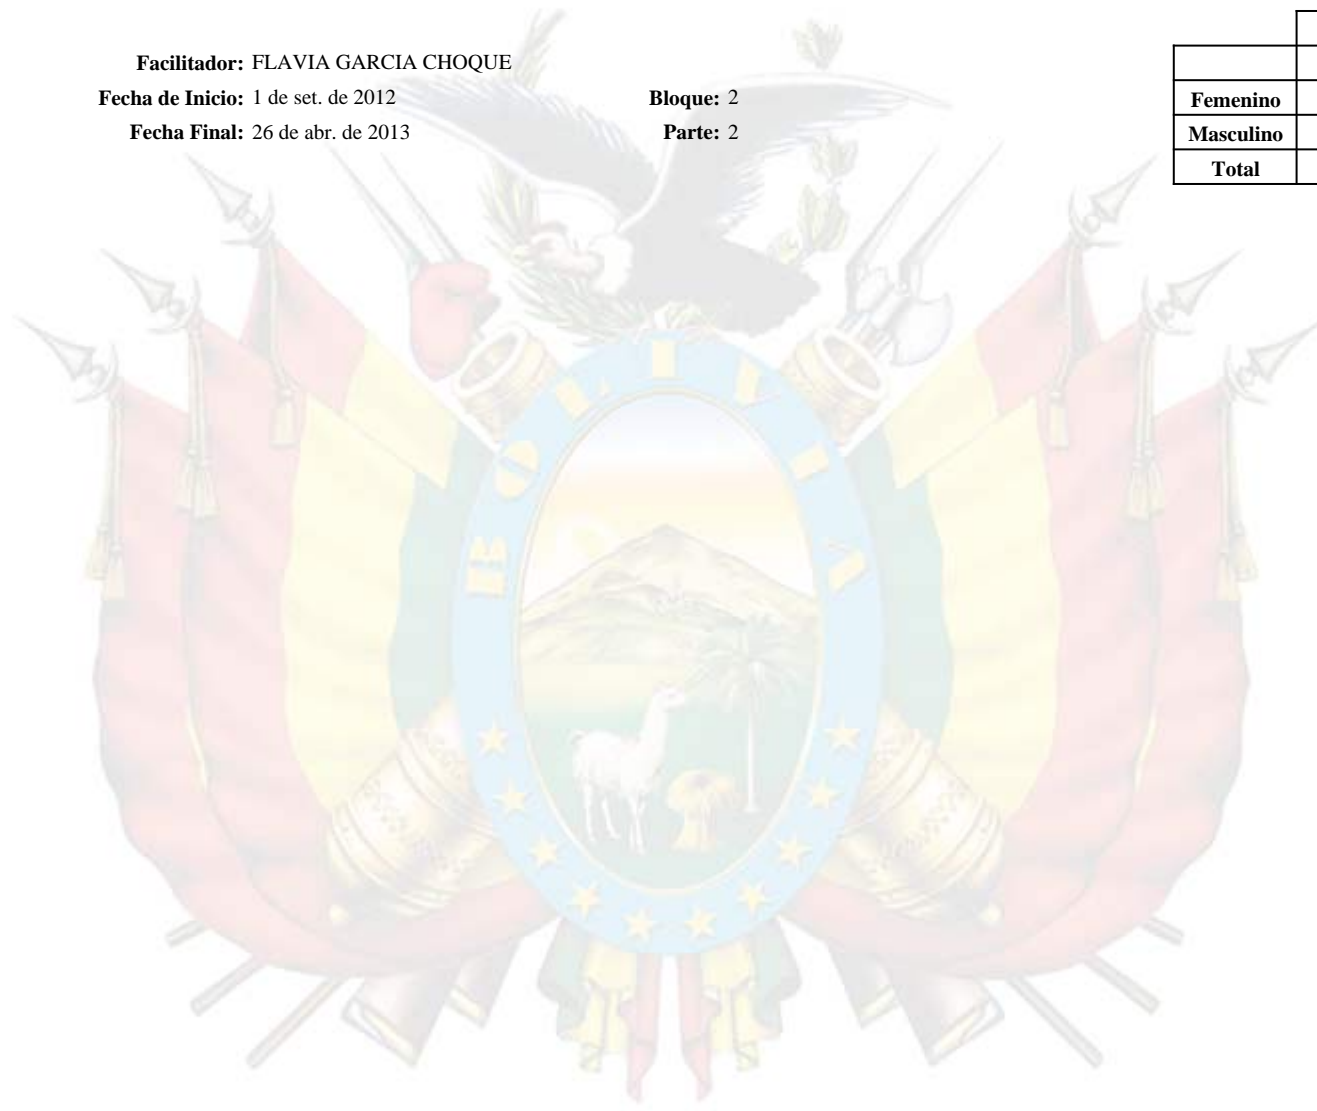 Facilitador: FLAVIA GARCIA CHOQUE
Fecha de Inicio: 1 de set. de 2012 Bloque: 2
Fecha Final: 26 de abr. de 2013 Parte: 2
Femenino
Masculino
Total
BOLIVIA